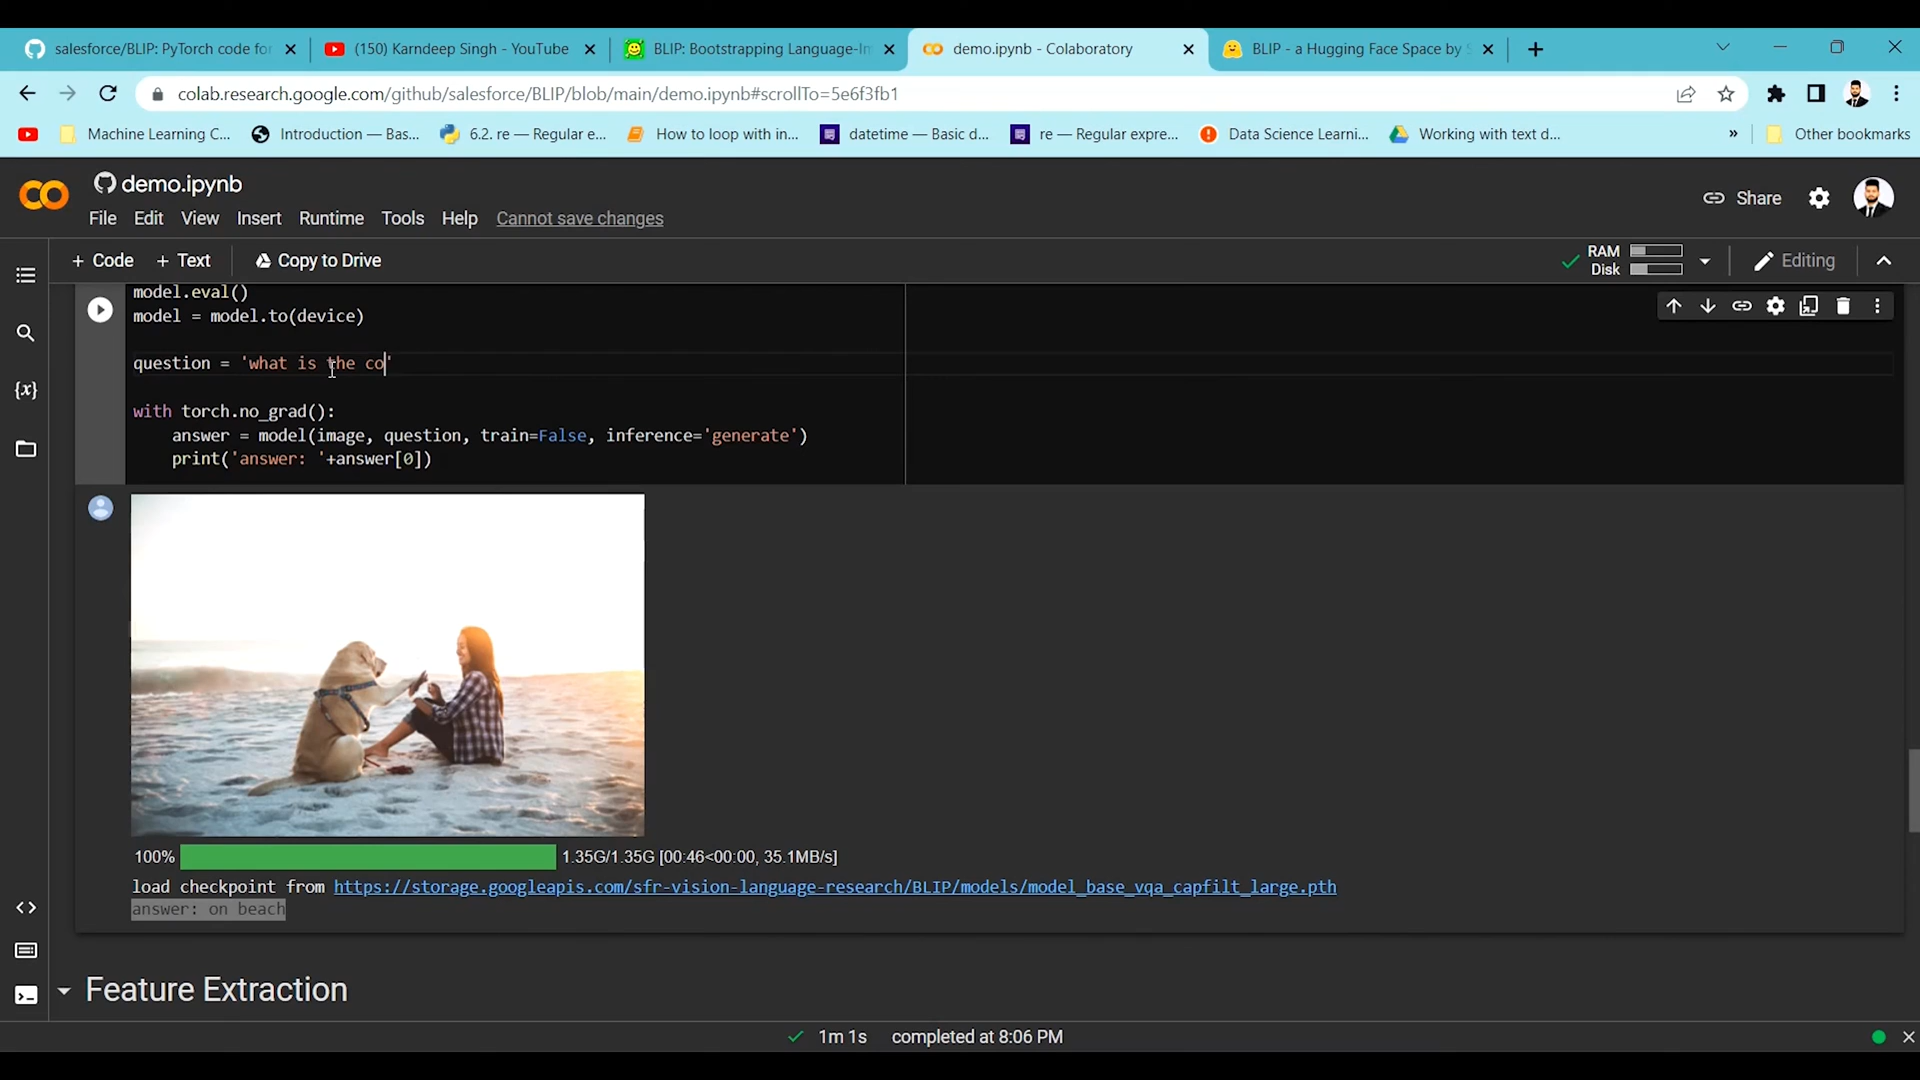 salesforce/BLIP: PyTorch code for
(150) Karndeep Singh - YouTube
BLIP: Bootstrapping Language-Im
demo.ipynb - Colaboratory
BLIP - a Hugging Face Space by S
colab.research.google.com/github/salesforce/BLIP/blob/main/demo.ipynb#scrollTo=5e6f3fb1
Machine Learning C...
Introduction — Bas...
6.2. re — Regular e...
How to loop with in...
datetime — Basic d...
re — Regular expre...
Data Science Learni...
Working with text d...
»
Other bookmarks
demo.ipynb
Share
File Edit View Insert Runtime Tools Help Cannot save changes
+ Code + Text Copy to Drive
RAM
Disk
Editing
model.eval()
model = model.to(device)
question = 'what is the co'
with torch.no_grad():
answer = model(image, question, train=False, inference='generate')
print('answer: '+answer[0])
100% 1.35G/1.35G [00:46<00:00, 35.1MB/s]
load checkpoint from https://storage.googleapis.com/sfr-vision-language-research/BLIP/models/model_base_vqa_capfilt_large.pth
answer: on beach
Feature Extraction
1m 1s completed at 8:06 PM